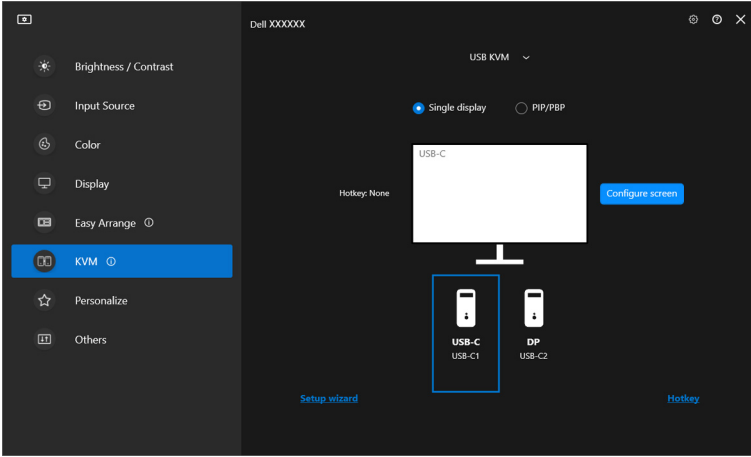 Dell XXXXXX
Brightness / Contrast
Input Source
Color
Display
Easy Arrange
KVM
Personalize
Others
USB KVM
Single display
PIP/PBP
USB-C
Hotkey: None
Configure screen
USB-C
USB-C1
DP
USB-C2
Setup wizard
Hotkey